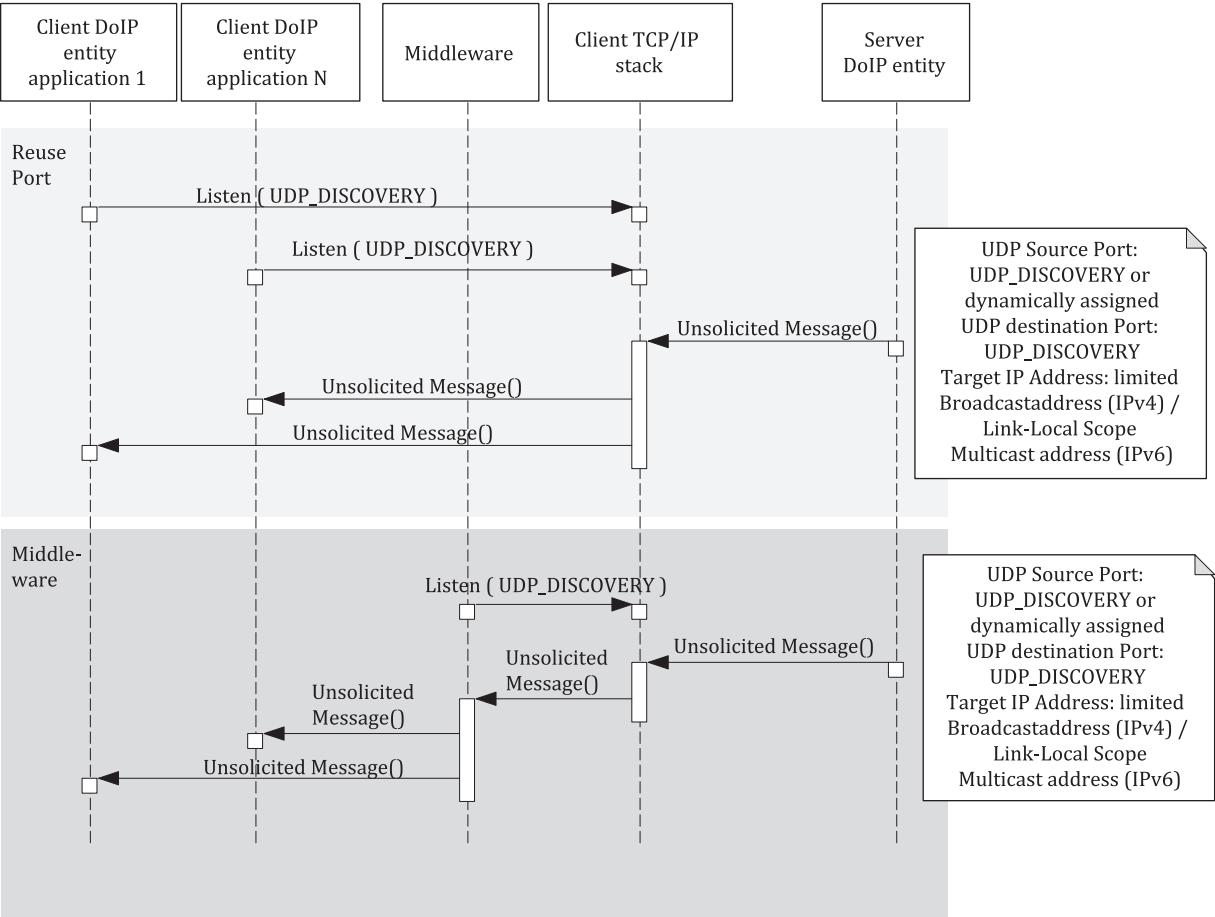 Client DoIP
entity
application 1
Client DoIP
entity
application N
Middleware
Client TCP/IP
stack
Server
DoIP entity
Reuse
Port
Listen ( UDP_DISCOVERY )
Listen ( UDP_DISCOVERY )
Unsolicited Message()
Unsolicited Message()
Unsolicited Message()
UDP Source Port:
UDP_DISCOVERY or
dynamically assigned
UDP destination Port:
UDP_DISCOVERY
Target IP Address: limited
Broadcastaddress (IPv4) /
Link-Local Scope
Multicast address (IPv6)
Middle-
ware
Listen ( UDP_DISCOVERY )
Unsolicited Message()
Unsolicited
Message()
Unsolicited
Message()
Unsolicited Message()
UDP Source Port:
UDP_DISCOVERY or
dynamically assigned
UDP destination Port:
UDP_DISCOVERY
Target IP Address: limited
Broadcastaddress (IPv4) /
Link-Local Scope
Multicast address (IPv6)